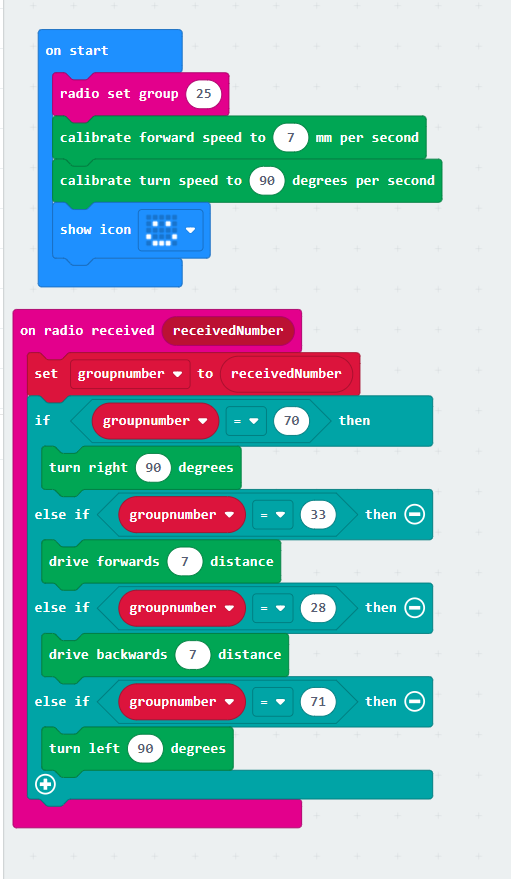 on start
radio set group 25
calibrate forward speed to 7 mm per second
calibrate turn speed to 90 degrees per second
show icon
on radio received receivedNumber
set groupnumber to receivedNumber
if groupnumber = 70 then
turn right 90 degrees
else if groupnumber = 33 then
drive forwards 7 distance
else if groupnumber = 28 then
drive backwards 7 distance
else if groupnumber = 71 then
turn left 90 degrees